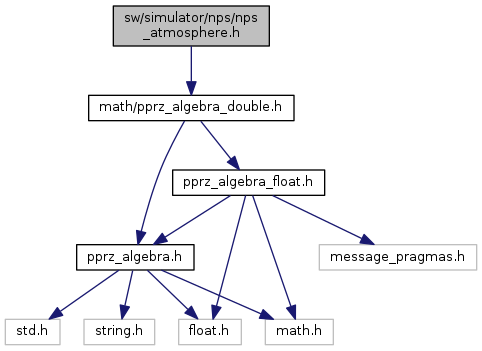 sw/simulator/nps/nps
_atmosphere.h
math/pprz_algebra_double.h
pprz_algebra_float.h
pprz_algebra.h
message_pragmas.h
std.h
string.h
float.h
math.h